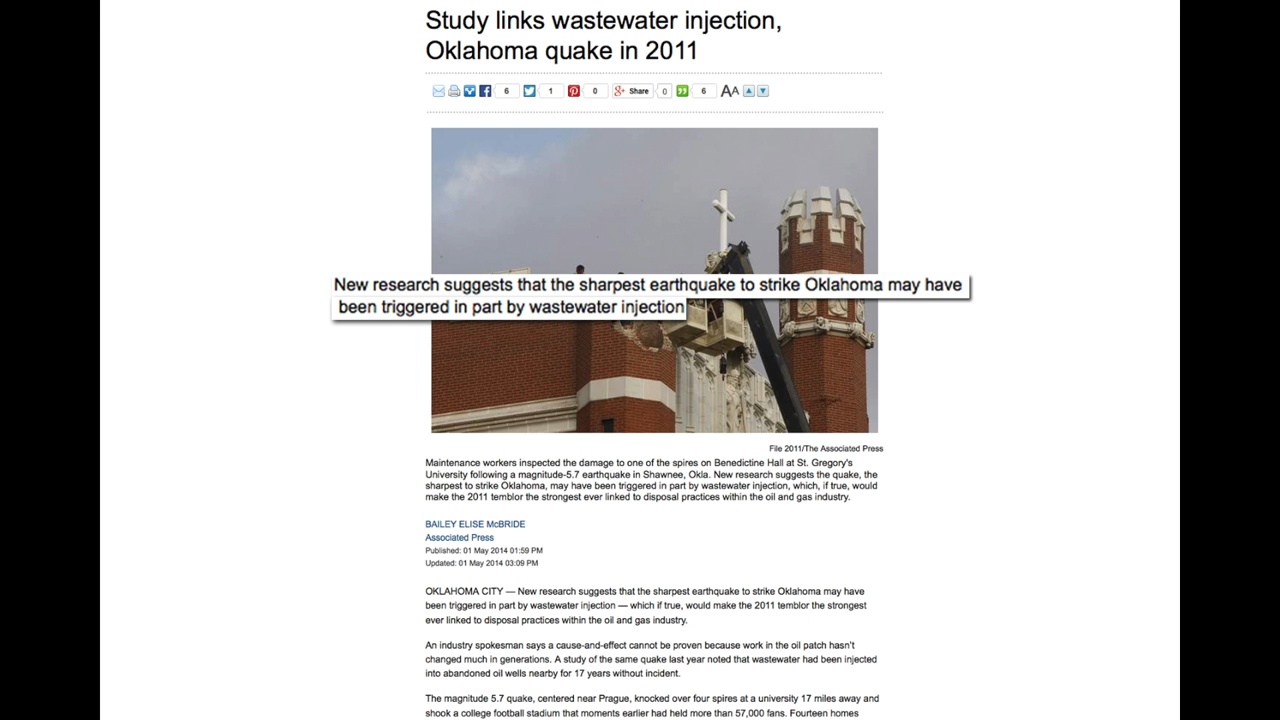 Study links wastewater injection,
Oklahoma quake in 2011
6 1 0 Share 0 6 AA
New research suggests that the sharpest earthquake to strike Oklahoma may have
been triggered in part by wastewater injection
File 2011/The Associated Press
Maintenance workers inspected the damage to one of the spires on Benedictine Hall at St. Gregory's
University following a magnitude-5.7 earthquake in Shawnee, Okla. New research suggests the quake, the
sharpest to strike Oklahoma, may have been triggered in part by wastewater injection, which, if true, would
make the 2011 temblor the strongest ever linked to disposal practices within the oil and gas industry.
BAILEY ELISE McBRIDE
Associated Press
Published: 01 May 2014 01:59 PM
Updated: 01 May 2014 03:09 PM
OKLAHOMA CITY — New research suggests that the sharpest earthquake to strike Oklahoma may have
been triggered in part by wastewater injection — which if true, would make the 2011 temblor the strongest
ever linked to disposal practices within the oil and gas industry.
An industry spokesman says a cause-and-effect cannot be proven because work in the oil patch hasn't
changed much in generations. A study of the same quake last year noted that wastewater had been injected
into abandoned oil wells nearby for 17 years without incident.
The magnitude 5.7 quake, centered near Prague, knocked over four spires at a university 17 miles away and
shook a college football stadium that moments earlier had held more than 57,000 fans. Fourteen homes